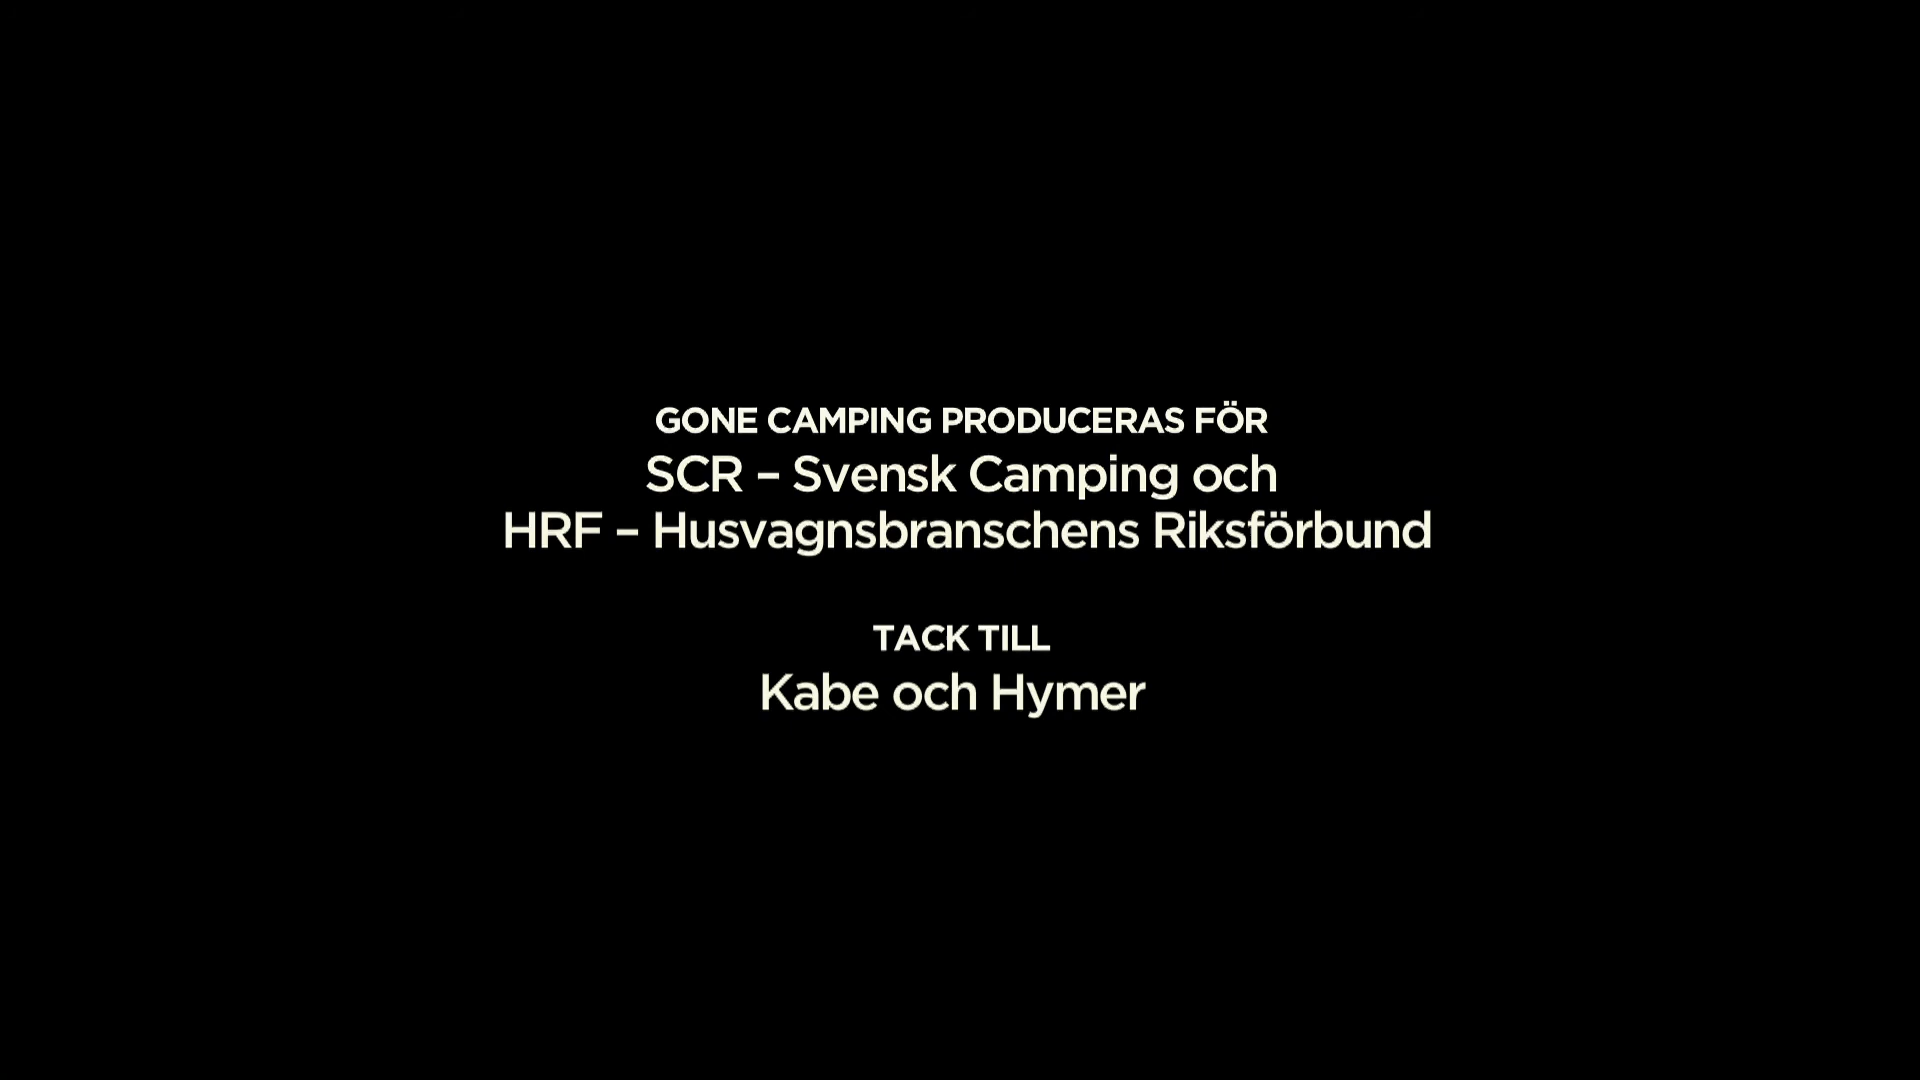 GONE CAMPING PRODUCERAS FÖR
SCR – Svensk Camping och
HRF – Husvagnsbranschens Riksförbund
TACK TILL
Kabe och Hymer